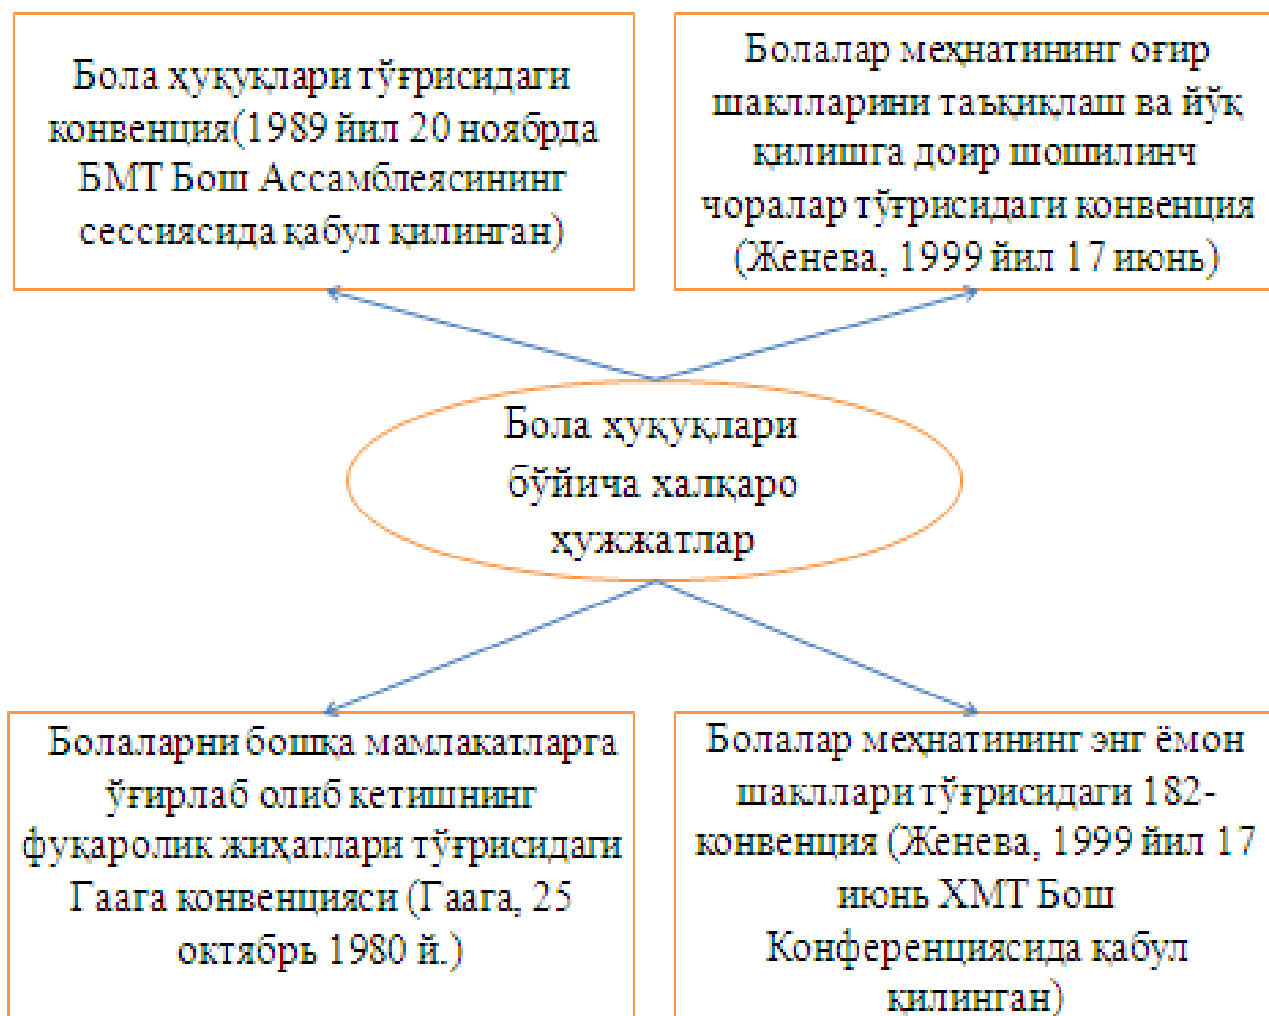 Бола ҳуқуқлари тўғрисидаги
конвенция(1989 йил 20 ноябрда
БМТ Бош Ассамблеясининг
сессиясида қабул қилинган)
Болалар меҳнатининг оғир
шаклларини таъқиқлаш ва йўқ
қилишга доир шошилинч
чоралар тўғрисидаги конвенция
(Женева, 1999 йил 17 июнь)
Бола ҳуқуқлари
бўйича халқаро
ҳужжатлар
Болаларни бошқа мамлакатларга
ўғирлаб олиб кетишнинг
фуқаролик жиҳатлари тўғрисидаги
Гаага конвенцияси (Гаага, 25
октябрь 1980 й.)
Болалар меҳнатининг энг ёмон
шакллари тўғрисидаги 182-
конвенция (Женева, 1999 йил 17
июнь ХМТ Бош
Конференциясида қабул
қилинган)